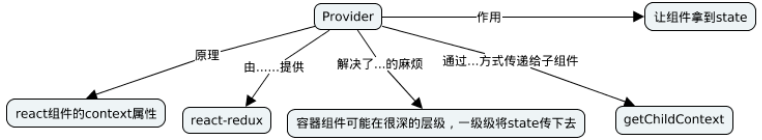 Provider
作用
让组件拿到state
原理
由……提供
解决了...的麻烦
通过...方式传递给子组件
react组件的context属性
react-redux
容器组件可能在很深的层级，一级级将state传下去
getChildContext